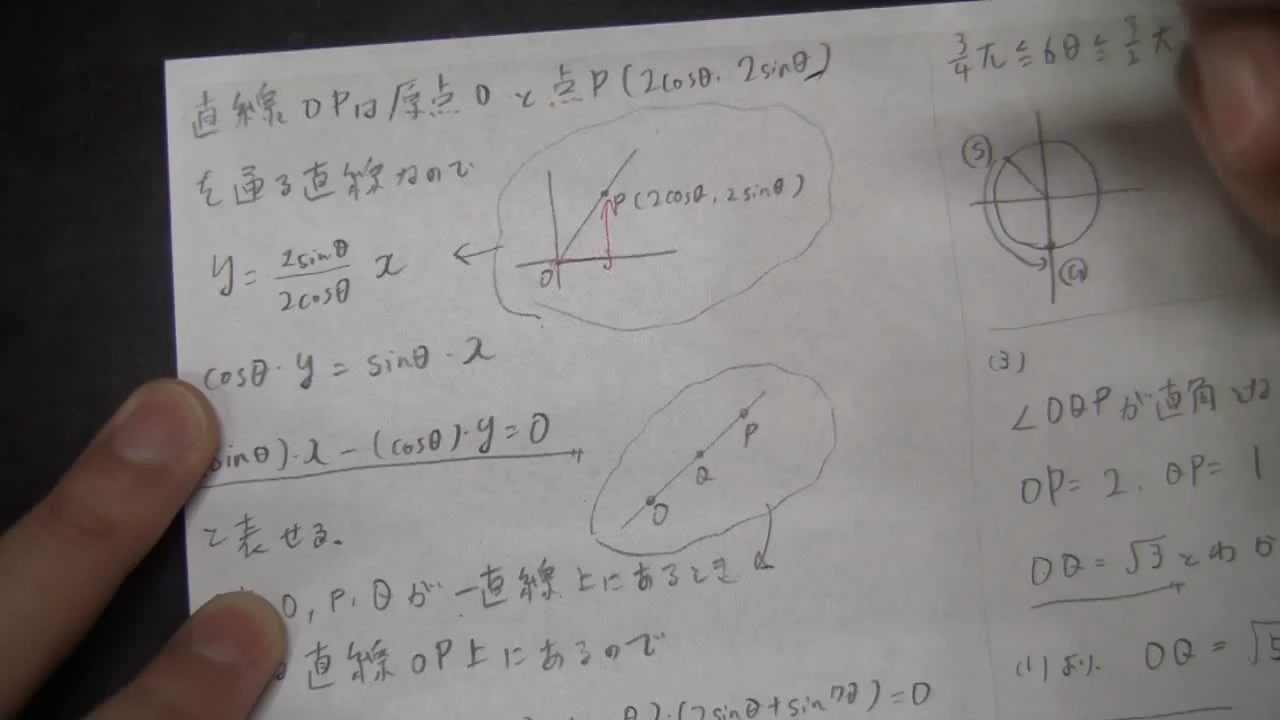 直線OPは原点Oと点P(2cosθ, 2sinθ)
を通る直線なので
y = 2sinθ/2cosθ x
P(2cosθ, 2sinθ)
O
cosθ・y = sinθ・x
sinθ)・x − (cosθ)・y = 0
P
Q
O
と表せる。
O, P, Qが一直線上にあるとき
直線OP上にあるので
θ)・(2sinθ + sin7θ) = 0
3/4π ≦ 6θ ≦ 3/2π
(S)
(3)
∠OQPが直角
OP = 2, QP = 1
OQ = √3 とわか
(1)より、 OQ = √5